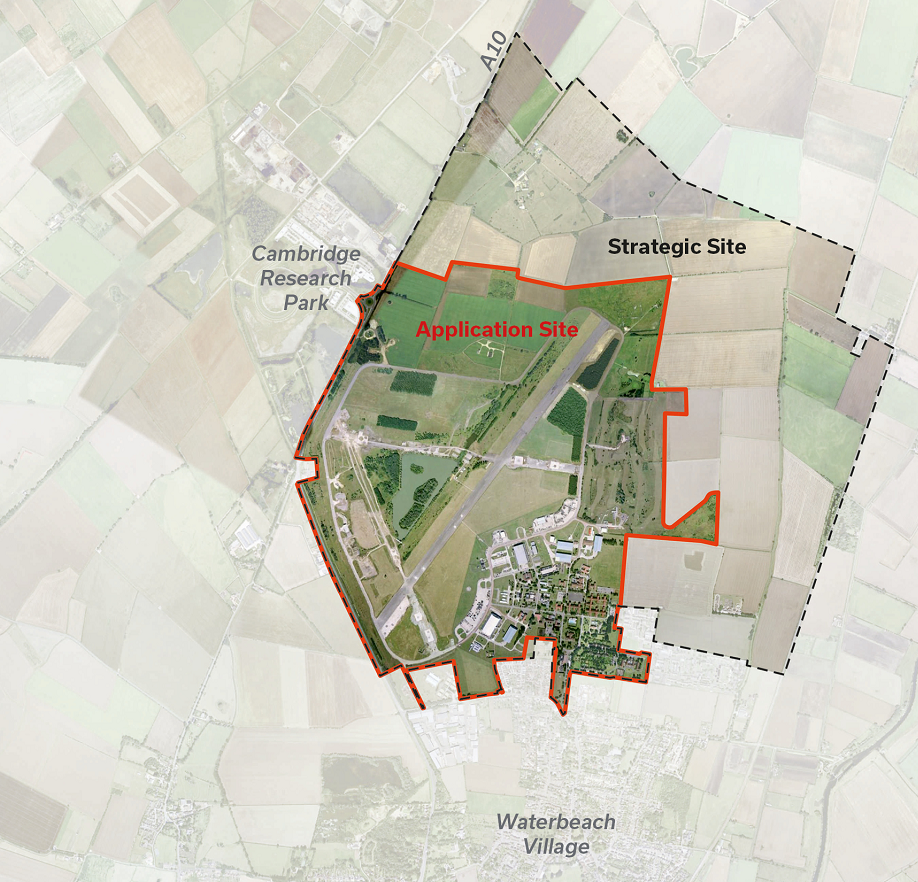 A10
Strategic Site
Cambridge
Research
Park
Application Site
Waterbeach
Village